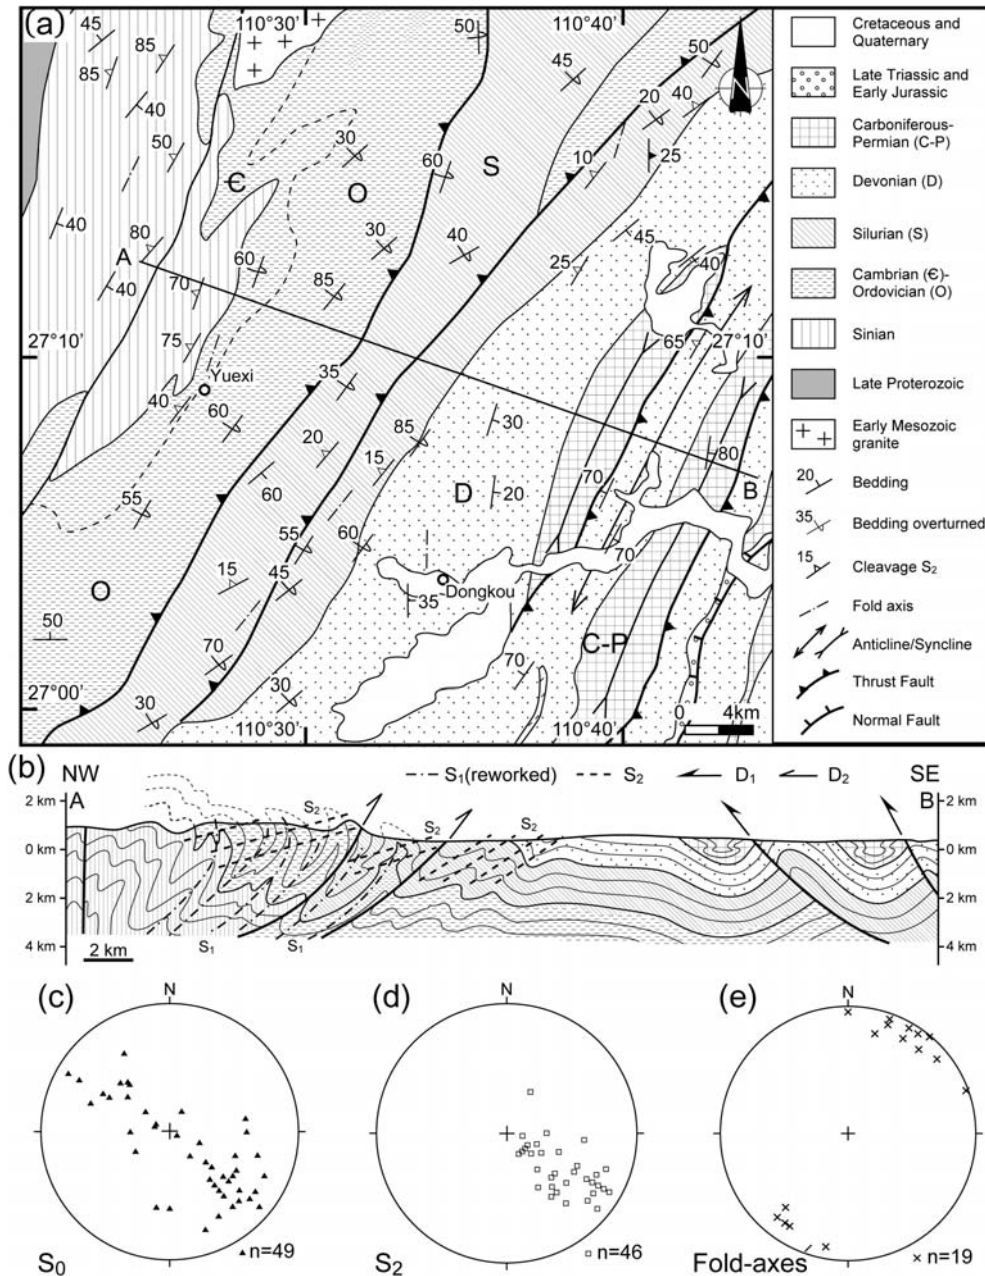 (a)
110°30'
110°40'
50
45
85
45
50
85
20
40
40
30
60
S
10
25
50
Є
O
40
80
30
40
45
A
60
25
40
85
70
40
27°10'
75
65
27°10'
Yuexi
35
40
60
85
30
80
20
15
D
70
B
60
20
55
55
60
70
O
15
45
Dongkou
35
50
C-P
70
70
27°00'
30
30
110°30'
110°40'
0 4km
Cretaceous and
Quaternary
Late Triassic and
Early Jurassic
Carboniferous-
Permian (C-P)
Devonian (D)
Silurian (S)
Cambrian (Є)-
Ordovician (O)
Sinian
Late Proterozoic
Early Mesozoic
granite
20
Bedding
35
Bedding overturned
15
Cleavage S2
Fold axis
Anticline/Syncline
Thrust Fault
Normal Fault
(b)
NW
S1(reworked)
S2
D1
D2
SE
2 km
A
B
2 km
S2
S2
S2
0 km
0 km
2 km
2 km
S1
S1
4 km
4 km
2 km
(c)
N
(d)
N
(e)
N
S0
n=49
S2
n=46
Fold-axes
n=19